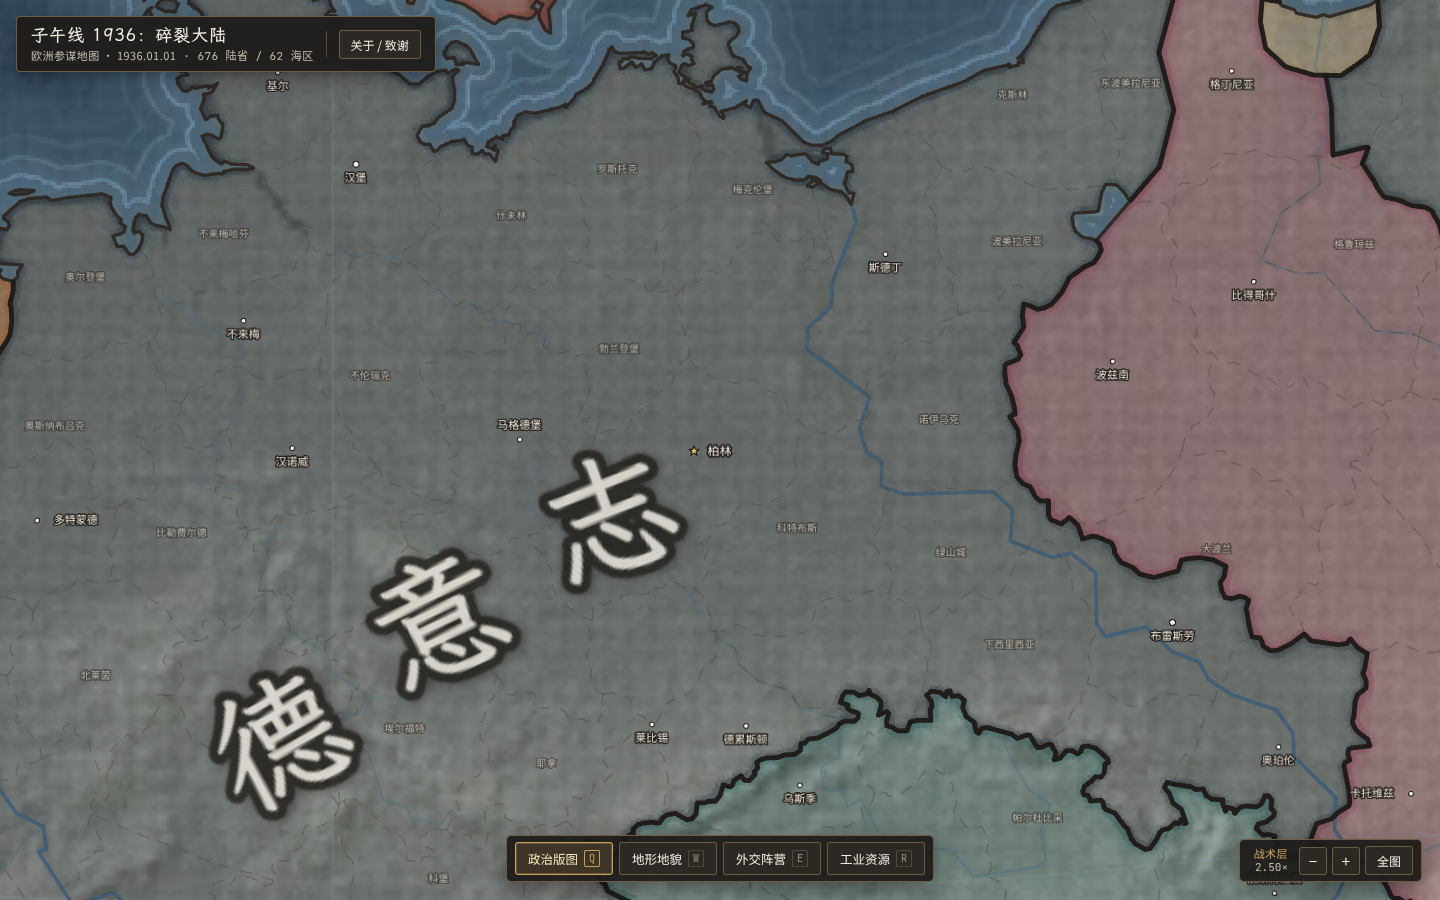 子午线 1936：碎裂大陆
欧洲参谋地图 · 1936.01.01 · 676 陆省 / 62 海区
关于 / 致谢
基尔
汉堡
不来梅哈芬
奥尔登堡
什未林
罗斯托克
梅克伦堡
克斯林
东波美拉尼亚
格丁尼亚
斯德丁
波美拉尼亚
格鲁琼兹
比得哥什
不来梅
不伦瑞克
勃兰登堡
波兹南
奥斯纳布吕克
马格德堡
诺伊马克
汉诺威
柏林
多特蒙德
比勒费尔德
科特布斯
绿山城
大波兰
德意志
布雷斯劳
下西里西亚
北莱茵
埃尔福特
莱比锡
德累斯顿
耶拿
奥珀伦
乌斯季
卡托维兹
帕尔杜比采
科堡
政治版图 Q
地形地貌 W
外交阵营 E
工业资源 R
战术层
2.50×
−
+
全图